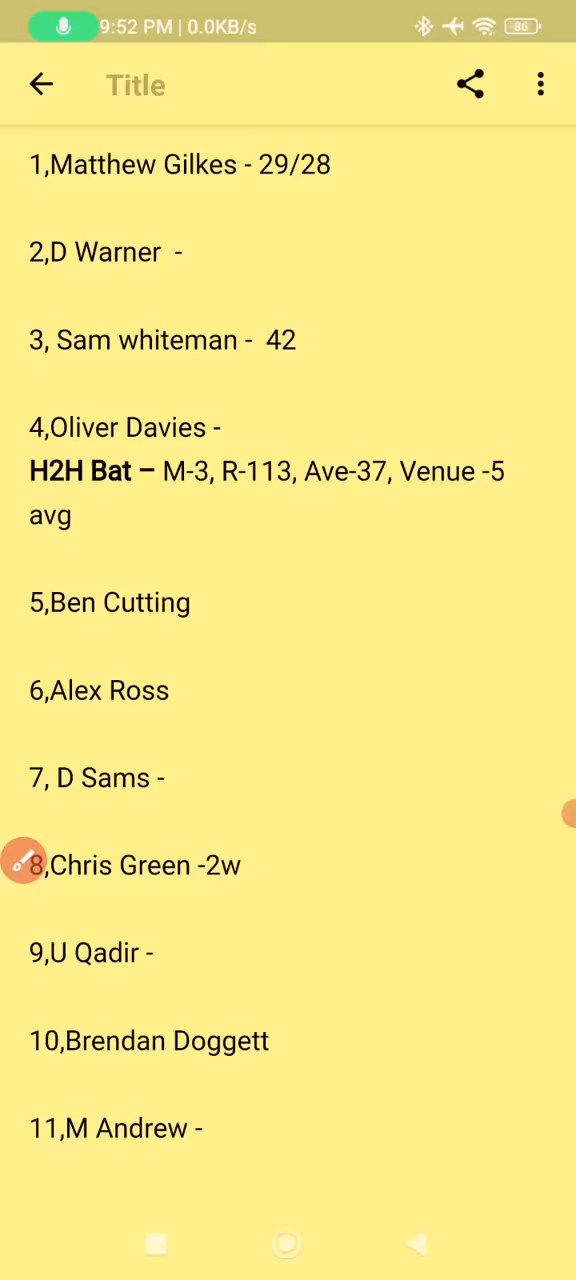 9:52 PM | 0.0KB/s
86
Title
1,Matthew Gilkes - 29/28
2,D Warner -
3, Sam whiteman - 42
4,Oliver Davies -
H2H Bat – M-3, R-113, Ave-37, Venue -5
avg
5,Ben Cutting
6,Alex Ross
7, D Sams -
8,Chris Green -2w
9,U Qadir -
10,Brendan Doggett
11,M Andrew -